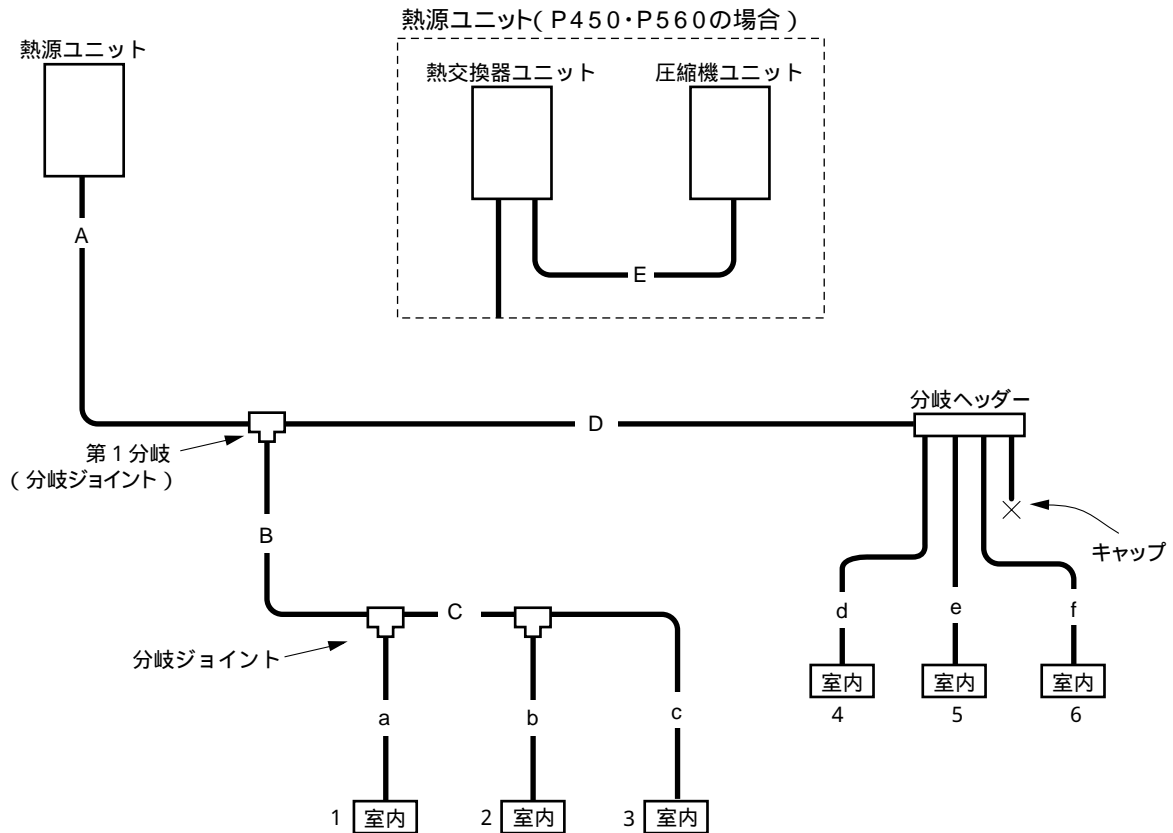 熱源ユニット( P450・P560の場合 )
熱源ユニット
熱交換器ユニット
圧縮機ユニット
A
E
分岐ヘッダー
D
第1分岐
( 分岐ジョイント )
B
キャップ
C
d
e
f
分岐ジョイント
室内
室内
室内
4
5
6
a
b
c
1
室内
2
室内
3
室内